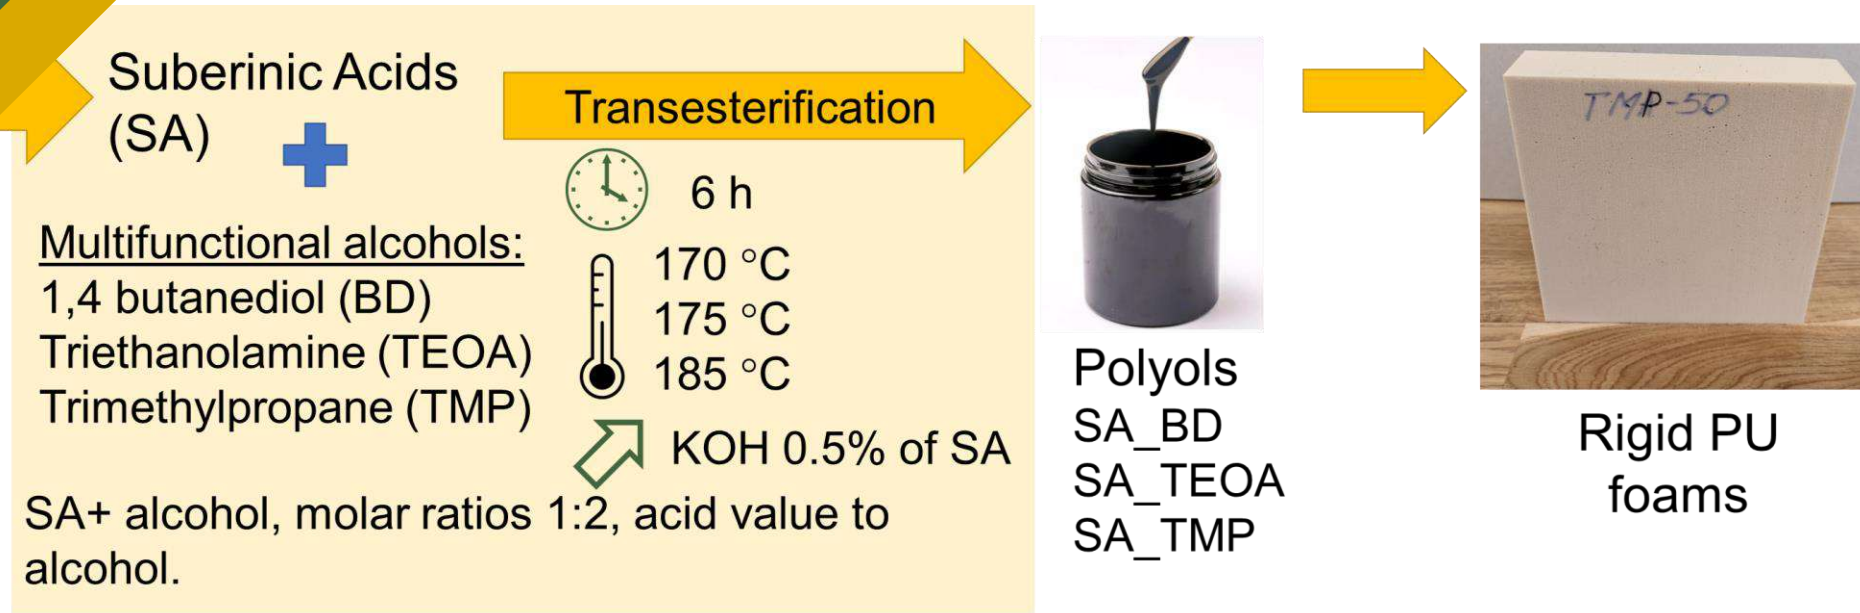 Suberinic Acids
(SA)
Multifunctional alcohols:
1,4 butanediol (BD)
Triethanolamine (TEOA)
Trimethylpropane (TMP)
Transesterification
6 h
170 °C
175 °C
185 °C
KOH 0.5% of SA
SA+ alcohol, molar ratios 1:2, acid value to
alcohol.
Polyols
SA_BD
SA_TEOA
SA_TMP
TMP-50
Rigid PU
foams